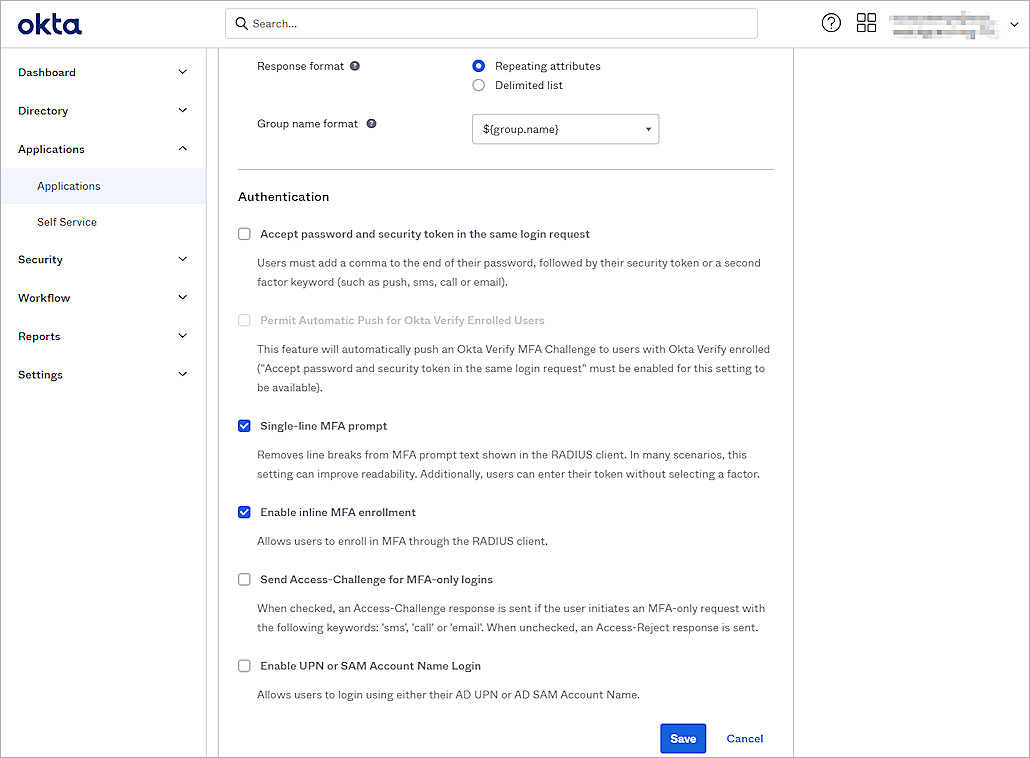 okta
Search...
Dashboard
Directory
Applications
Applications
Self Service
Security
Workflow
Reports
Settings
Response format
Repeating attributes
Delimited list
Group name format
${group.name}
Authentication
Accept password and security token in the same login request
Users must add a comma to the end of their password, followed by their security token or a second
factor keyword (such as push, sms, call or email).
Permit Automatic Push for Okta Verify Enrolled Users
This feature will automatically push an Okta Verify MFA Challenge to users with Okta Verify enrolled
("Accept password and security token in the same login request" must be enabled for this setting to
be available).
Single-line MFA prompt
Removes line breaks from MFA prompt text shown in the RADIUS client. In many scenarios, this
setting can improve readability. Additionally, users can enter their token without selecting a factor.
Enable inline MFA enrollment
Allows users to enroll in MFA through the RADIUS client.
Send Access-Challenge for MFA-only logins
When checked, an Access-Challenge response is sent if the user initiates an MFA-only request with
the following keywords: 'sms', 'call' or 'email'. When unchecked, an Access-Reject response is sent.
Enable UPN or SAM Account Name Login
Allows users to login using either their AD UPN or AD SAM Account Name.
Save
Cancel